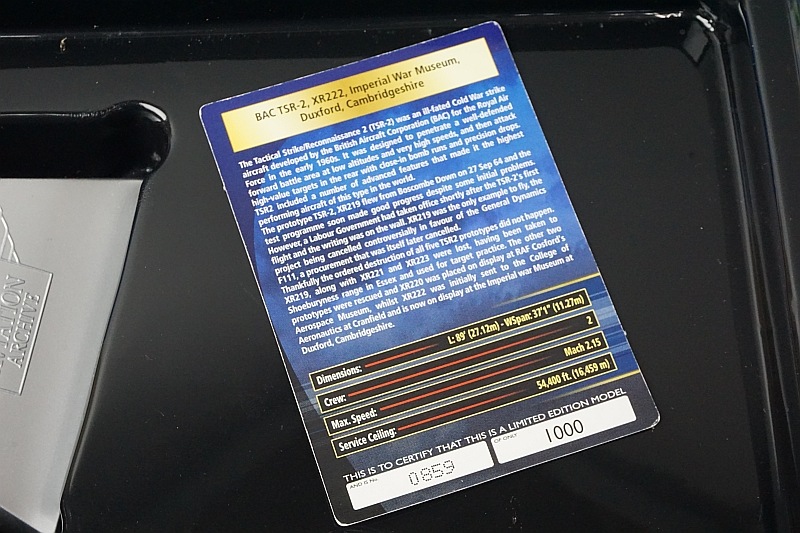 BAC TSR-2, XR222, Imperial War Museum,
Duxford, Cambridgeshire
The Tactical Strike/Reconnaissance 2 (TSR-2) was an ill-fated Cold War strike
aircraft developed by the British Aircraft Corporation (BAC) for the Royal Air
Force in the early 1960s. It was designed to penetrate a well-defended
forward battle area at low altitudes and very high speeds, and then attack
high-value targets in the rear with close-in bomb runs and precision drops.
TSR2 included a number of advanced features that made it the highest
performing aircraft of this type in the world.
The prototype TSR-2, XR219 flew from Boscombe Down on 27 Sep 64 and the
test programme soon made good progress despite some initial problems.
However, a Labour Government had taken office shortly after the TSR-2's first
flight and the writing was on the wall. XR219 was the only example to fly, the
project being cancelled controversially in favour of the General Dynamics
F111, a procurement that was itself later cancelled.
Thankfully the ordered destruction of all five TSR2 prototypes did not happen.
XR219, along with XR221 and XR223 were lost, having been taken to
Shoeburyness range in Essex and used for target practice. The other two
prototypes were rescued and XR220 was placed on display at RAF Cosford's
Aerospace Museum, whilst XR222 was initially sent to the College of
Aeronautics at Cranfield and is now on display at the Imperial War Museum at
Duxford, Cambridgeshire.
Dimensions: L: 89' (27.12m) - WSpan: 37'1" (11.27m)
Crew: 2
Max. Speed: Mach 2.15
Service Ceiling: 54,400 ft. (16,459 m)
THIS IS TO CERTIFY THAT THIS IS A LIMITED EDITION MODEL
AND IS No 0859 OF ONLY 1000
ARCHIVE